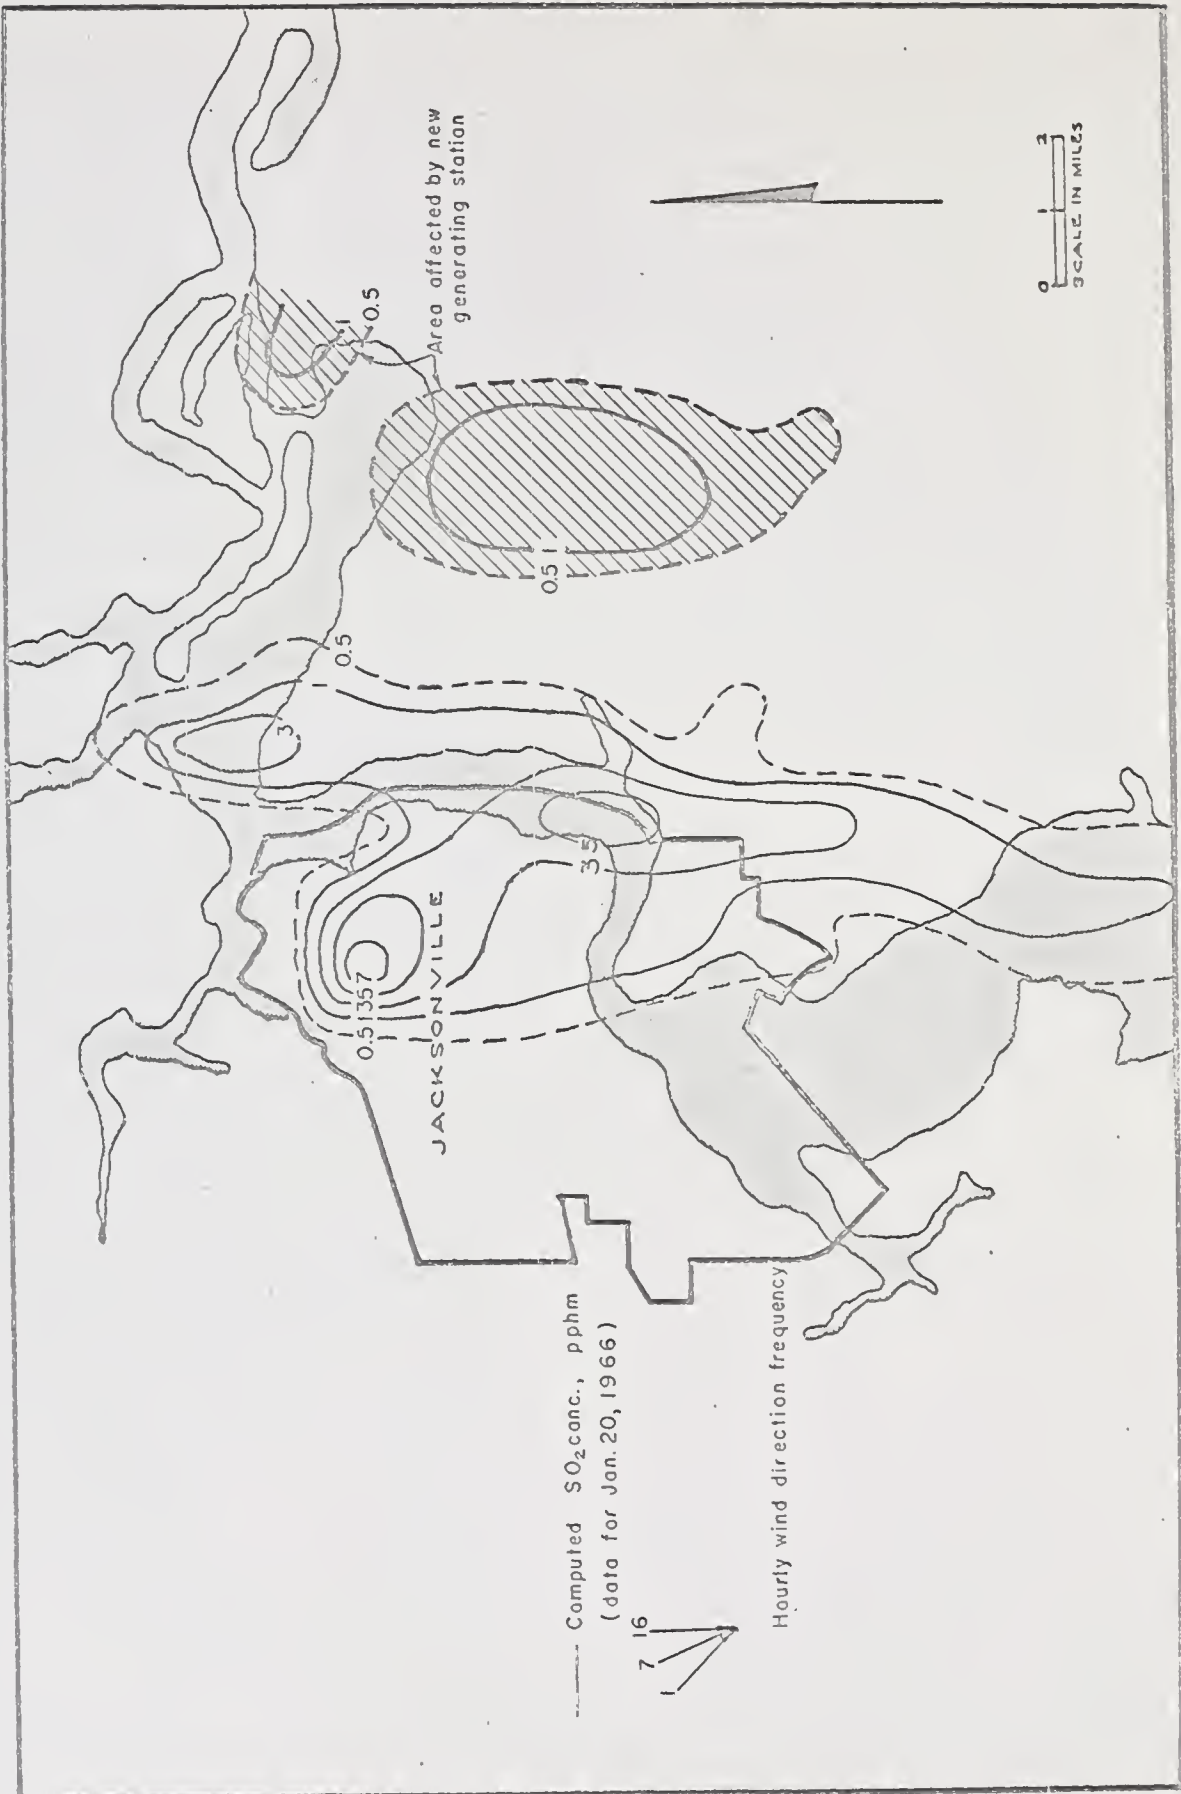 Area affected by new
generating station
0
1
2
SCALE IN MILES
1
0.5
0.5 1
0.5
3
3 5
0.5 1 3 5 7
JACKSONVILLE
Computed SO₂ conc., pphm
(data for Jan. 20, 1966)
16
7
1
Hourly wind direction frequency